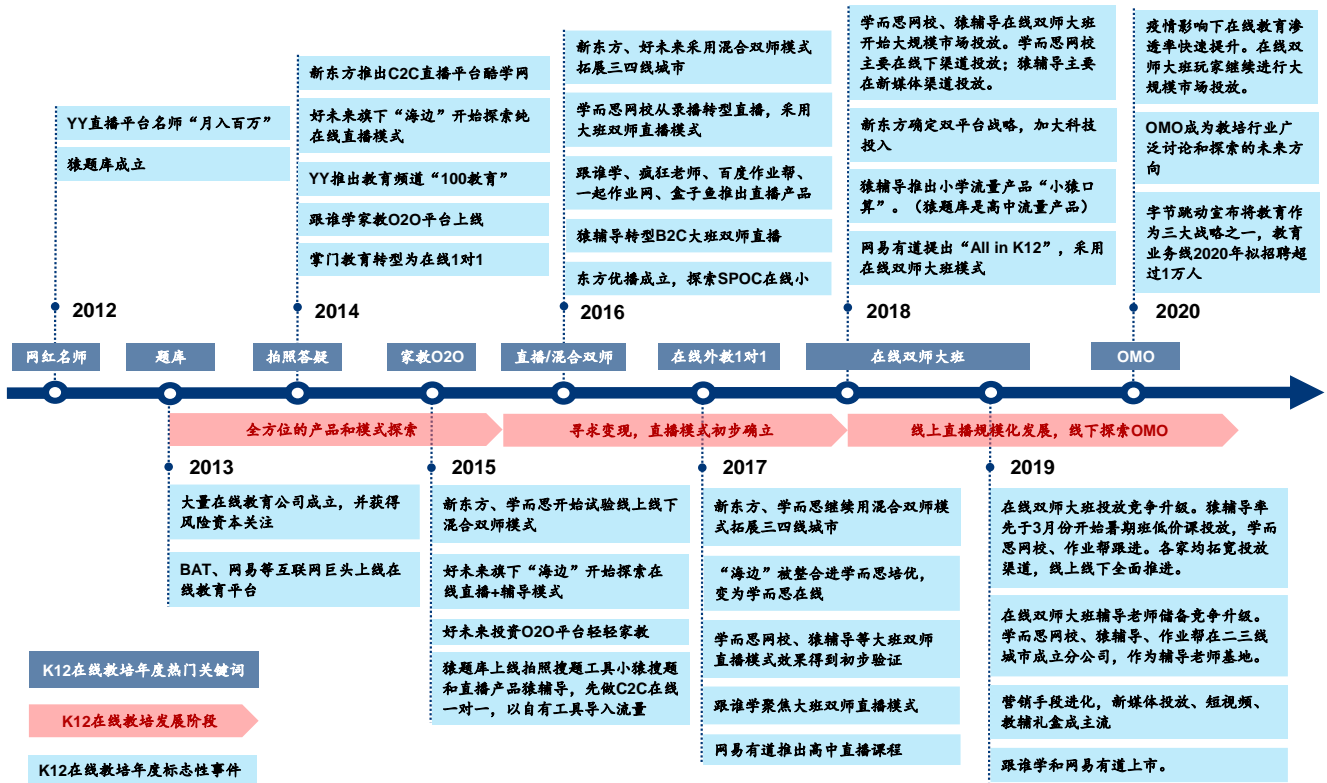 YY直播平台名师“月入百万”
猿题库成立
2012
新东方推出C2C直播平台酷学网
好未来旗下“海边”开始探索纯
在线直播模式
YY推出教育频道“100教育”
跟谁学家教O2O平台上线
掌门教育转型为在线1对1
2014
新东方、好未来采用混合双师模式
拓展三四线城市
学而思网校从录播转型直播，采用
大班双师直播模式
跟谁学、疯狂老师、百度作业帮、
一起作业网、盒子鱼推出直播产品
猿辅导转型B2C大班双师直播
东方优播成立，探索SPOC在线小
2016
学而思网校、猿辅导在线双师大班
开始大规模市场投放。学而思网校
主要在线下渠道投放；猿辅导主要
在新媒体渠道投放。
新东方确定双平台战略，加大科技
投入
猿辅导推出小学流量产品“小猿口
算”。（猿题库是高中流量产品）
网易有道提出“All in K12”，采用
在线双师大班模式
2018
疫情影响下在线教育渗
透率快速提升。在线双
师大班玩家继续进行大
规模市场投放。
OMO成为教培行业广
泛讨论和探索的未来方
向
字节跳动宣布将教育作
为三大战略之一，教育
业务线2020年拟招聘超
过1万人
2020
网红名师
题库
拍照答疑
家教O2O
直播/混合双师
在线外教1对1
在线双师大班
OMO
全方位的产品和模式探索
寻求变现，直播模式初步确立
线上直播规模化发展，线下探索OMO
2013
大量在线教育公司成立，并获得
风险资本关注
BAT、网易等互联网巨头上线在
线教育平台
2015
新东方、学而思开始试验线上线下
混合双师模式
好未来旗下“海边”开始探索在
线直播+辅导模式
好未来投资O2O平台轻轻家教
猿题库上线拍照搜题工具小猿搜题
和直播产品猿辅导，先做C2C在线
一对一，以自有工具导入流量
2017
新东方、学而思继续用混合双师模
式拓展三四线城市
“海边”被整合进学而思培优，
变为学而思在线
学而思网校、猿辅导等大班双师
直播模式效果得到初步验证
跟谁学聚焦大班双师直播模式
网易有道推出高中直播课程
2019
在线双师大班投放竞争升级。猿辅导率
先于3月份开始暑期班低价课投放，学而
思网校、作业帮跟进。各家均拓宽投放
渠道，线上线下全面推进。
在线双师大班辅导老师储备竞争升级。
学而思网校、猿辅导、作业帮在二三线
城市成立分公司，作为辅导老师基地。
营销手段进化，新媒体投放、短视频、
教辅礼盒成主流
跟谁学和网易有道上市。
K12在线教培年度热门关键词
K12在线教培发展阶段
K12在线教培年度标志性事件